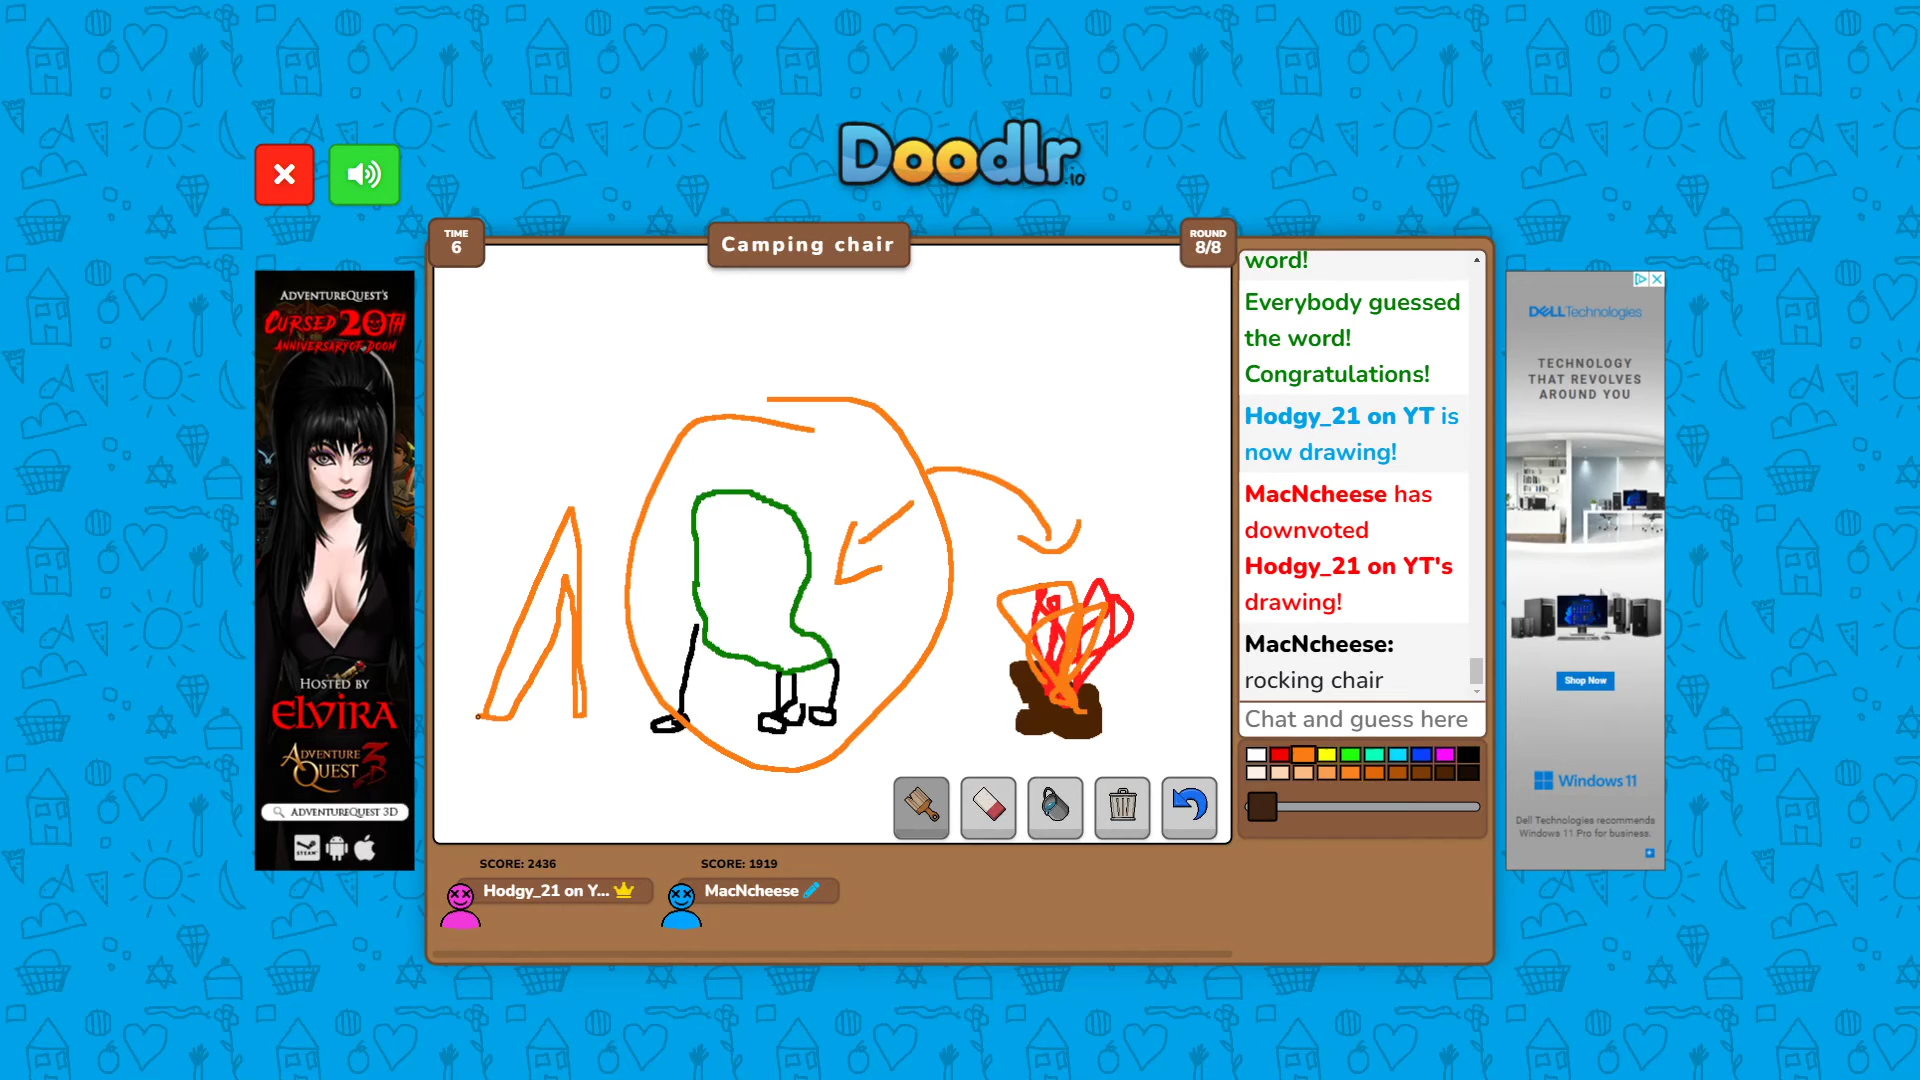 Doodlr.io
TIME
6
Camping chair
ROUND
8/8
word!
Everybody guessed
the word!
Congratulations!
Hodgy_21 on YT is
now drawing!
MacNcheese has
downvoted
Hodgy_21 on YT's
drawing!
MacNcheese:
rocking chair
Chat and guess here
SCORE: 2436
Hodgy_21 on Y...
SCORE: 1919
MacNcheese
ADVENTUREQUEST'S
CURSED 20TH
ANNIVERSARY OF DOOM
HOSTED BY
ELVIRA
ADVENTURE
QUEST 3D
ADVENTUREQUEST 3D
STEAM
DELL Technologies
TECHNOLOGY
THAT REVOLVES
AROUND YOU
Shop Now
Windows 11
Dell Technologies recommends
Windows 11 Pro for business.